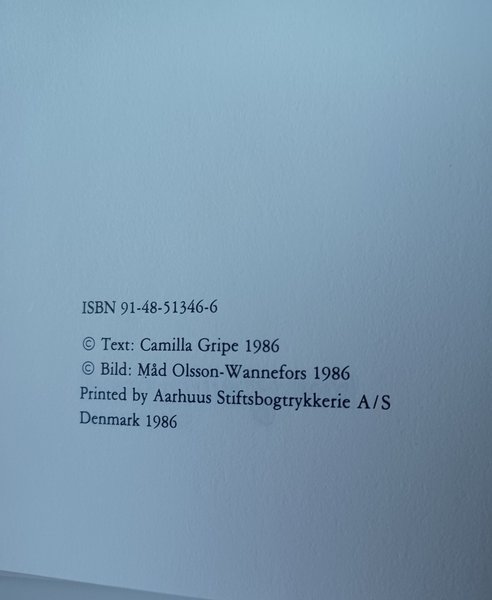 ISBN 91-48-51346-6
© Text: Camilla Gripe 1986
© Bild: Måd Olsson-Wannefors 1986
Printed by Aarhuus Stiftsbogtrykkerie A/S
Denmark 1986